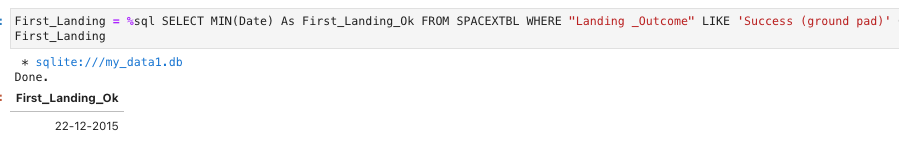 First_Landing = %sql SELECT MIN(Date) As First_Landing_Ok FROM SPACEXTBL WHERE "Landing _Outcome" LIKE 'Success (ground pad)'
First_Landing
* sqlite:///my_data1.db
Done.
First_Landing_Ok
22-12-2015